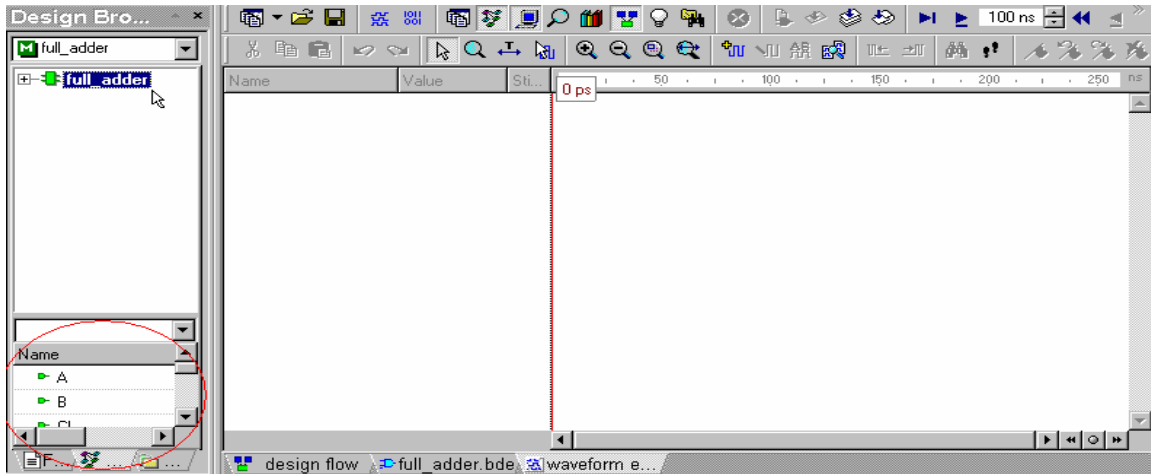 Design Bro...
full_adder
full_adder
100 ns
Name Value Sti...
50 100 150 200 250 ns
0 ps
Name
A
B
CI
F... ... ...
design flow full_adder.bde waveform e...